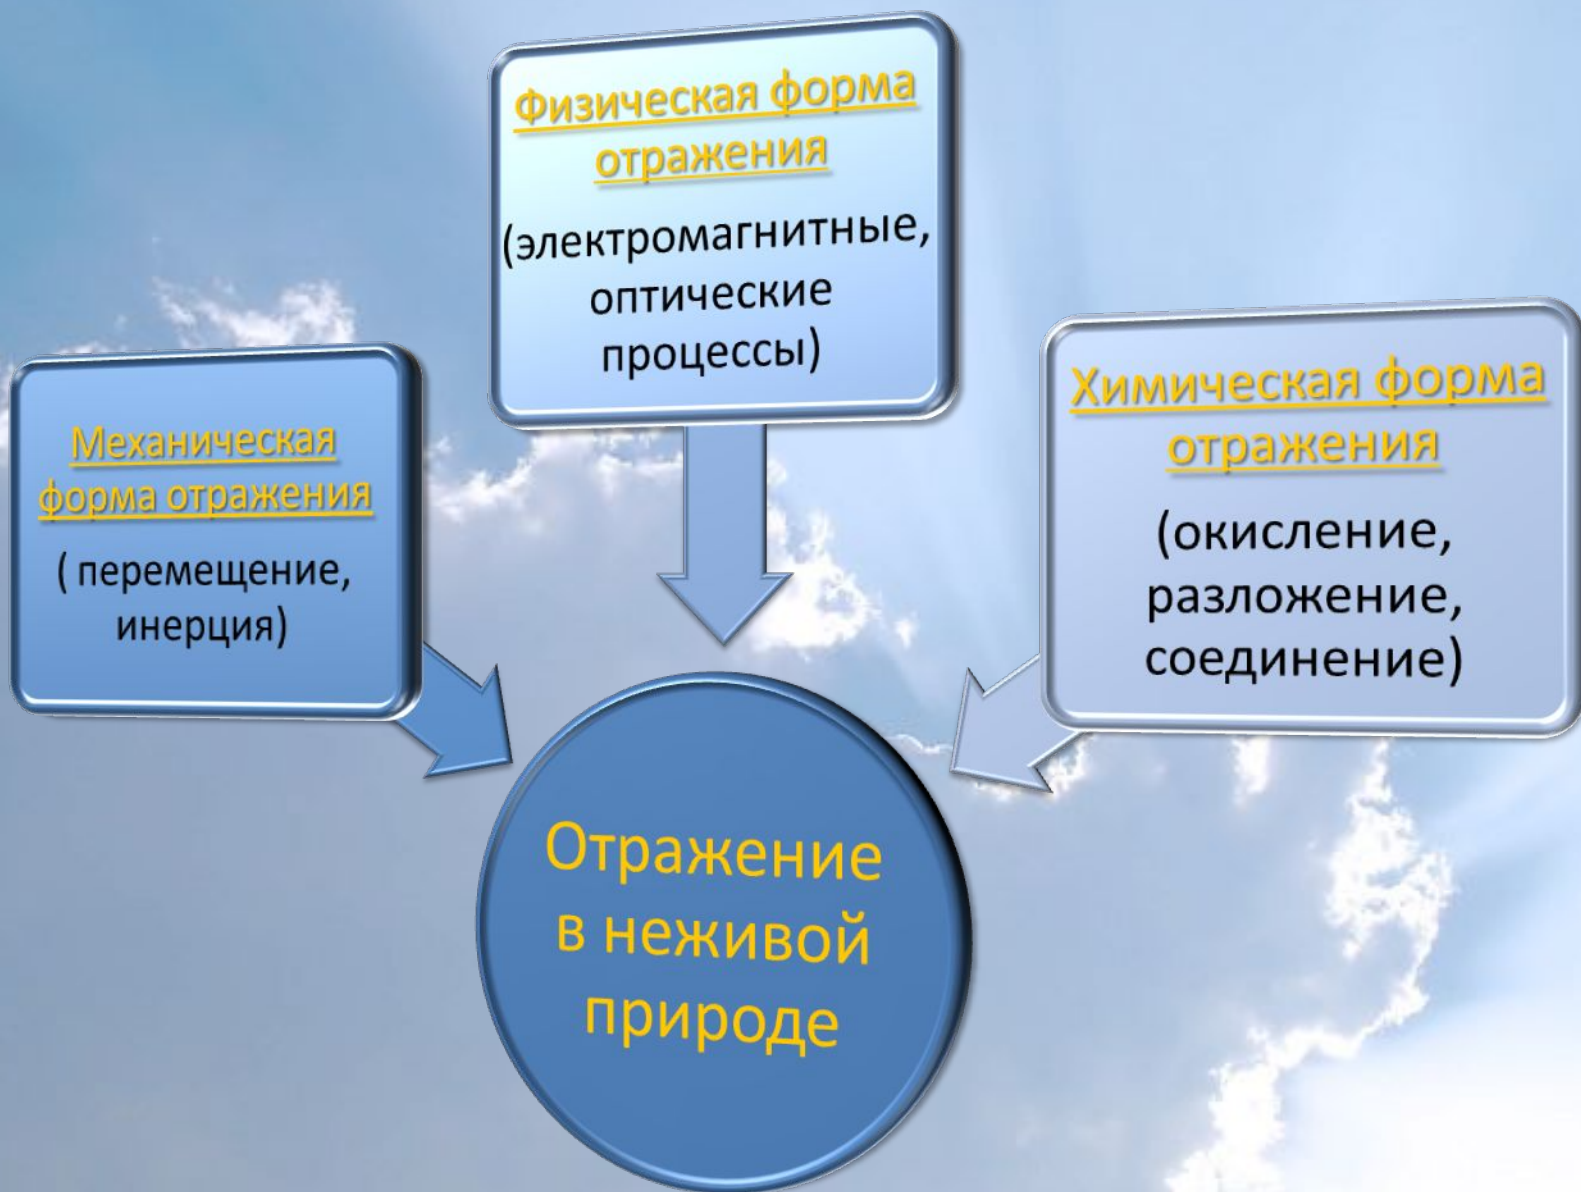 Физическая форма
отражения
(электромагнитные,
оптические
процессы)
Механическая
форма отражения
( перемещение,
инерция)
Химическая форма
отражения
(окисление,
разложение,
соединение)
Отражение
в неживой
природе